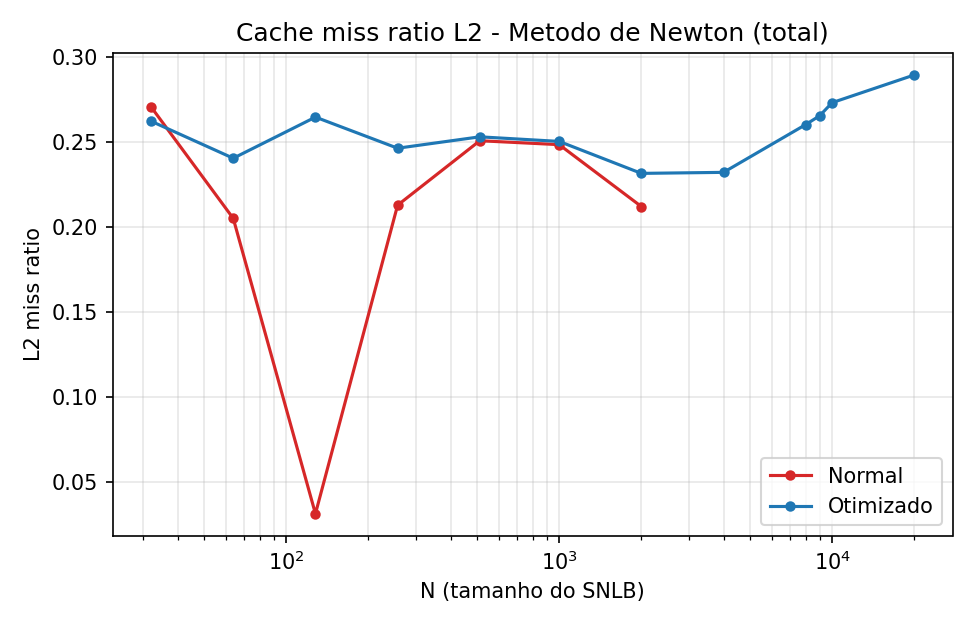 Cache miss ratio L2 - Metodo de Newton (total)
L2 miss ratio
0.30
0.25
0.20
0.15
0.10
0.05
Normal
Otimizado
10²
10³
10⁴
N (tamanho do SNLB)